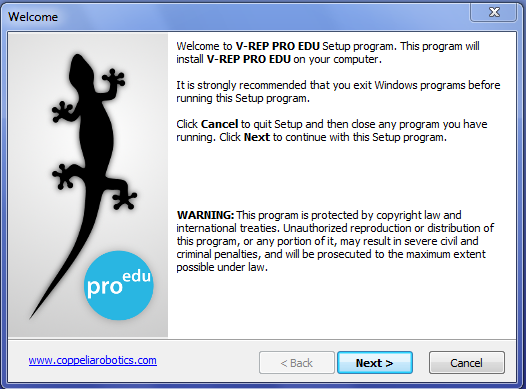 Welcome
Welcome to V-REP PRO EDU Setup program. This program will
install V-REP PRO EDU on your computer.
It is strongly recommended that you exit Windows programs before
running this Setup program.
Click Cancel to quit Setup and then close any program you have
running. Click Next to continue with this Setup program.
WARNING: This program is protected by copyright law and
international treaties. Unauthorized reproduction or distribution of
this program, or any portion of it, may result in severe civil and
criminal penalties, and will be prosecuted to the maximum extent
possible under law.
pro edu
www.coppeliarobotics.com
< Back
Next >
Cancel